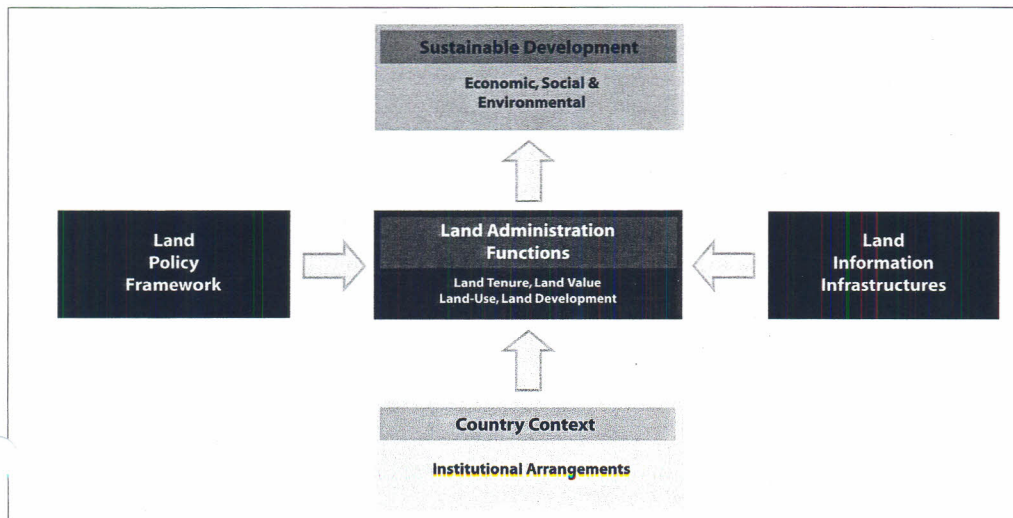 Sustainable Development
Economic, Social &
Environmental
Land
Policy
Framework
Land Administration
Functions
Land Tenure, Land Value
Land-Use, Land Development
Land
Information
Infrastructures
Country Context
Institutional Arrangements